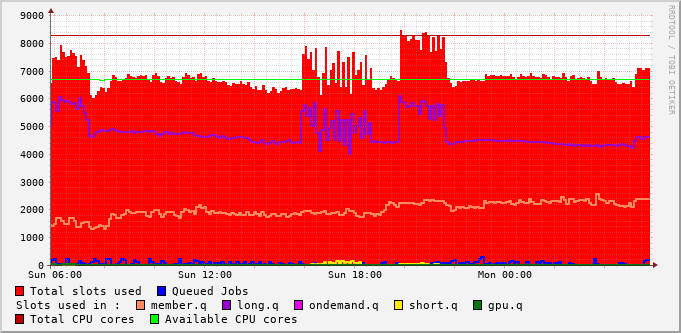 9000
8000
7000
6000
5000
4000
3000
2000
1000
0
Sun 06:00 Sun 12:00 Sun 18:00 Mon 00:00
RRDTOOL / TOBI OETIKER
Total slots used Queued Jobs
Slots used in : member.q long.q ondemand.q short.q gpu.q
Total CPU cores Available CPU cores